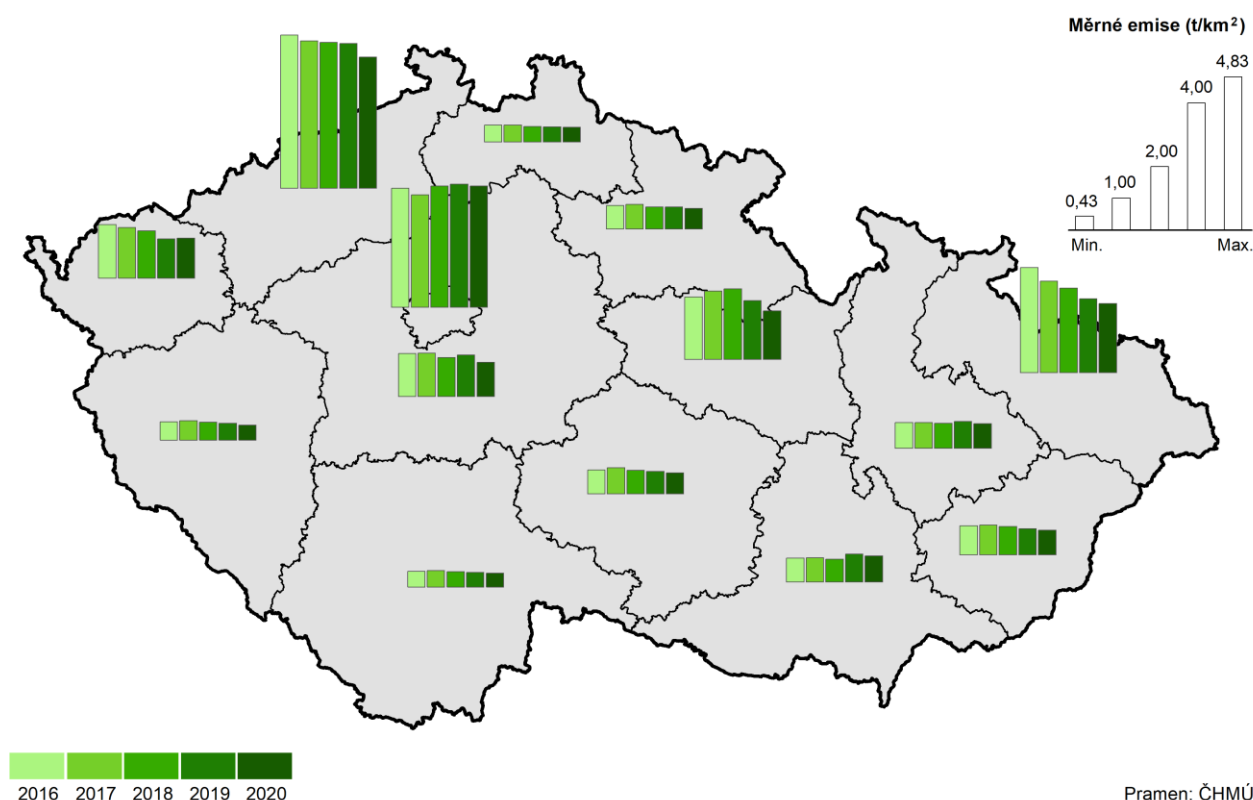 Měrné emise (t/km²)
4,83
4,00
2,00
1,00
0,43
Min. Max.
2016 2017 2018 2019 2020
Pramen: ČHMÚ